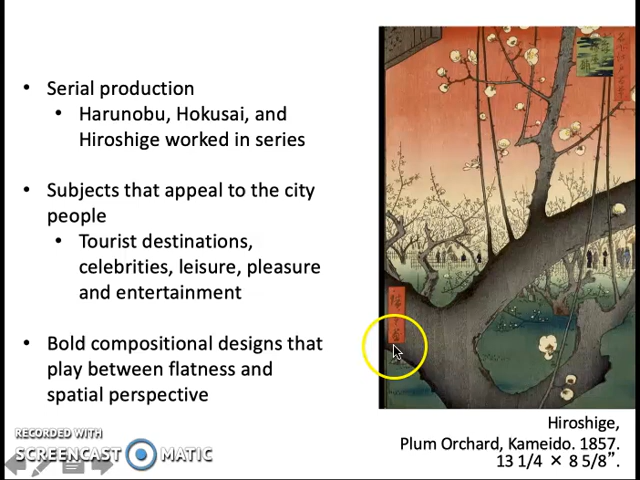 • Serial production
• Harunobu, Hokusai, and
Hiroshige worked in series
• Subjects that appeal to the city
people
• Tourist destinations,
celebrities, leisure, pleasure
and entertainment
• Bold compositional designs that
play between flatness and
spatial perspective
Hiroshige,
Plum Orchard, Kameido. 1857.
13 1/4 × 8 5/8”.
RECORDED WITH
SCREENCAST MATIC